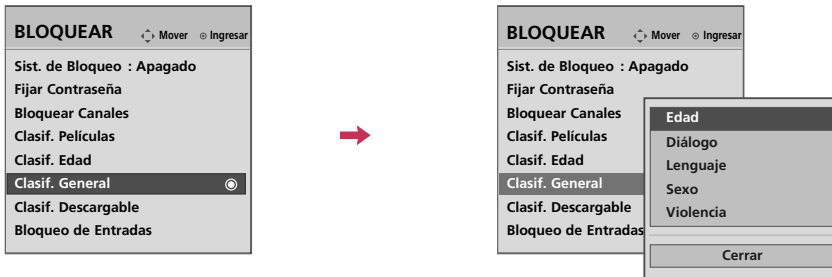 BLOQUEAR Mover Ingresar
Sist. de Bloqueo : Apagado
Fijar Contraseña
Bloquear Canales
Clasif. Películas
Clasif. Edad
Clasif. General
Clasif. Descargable
Bloqueo de Entradas
BLOQUEAR Mover Ingresar
Sist. de Bloqueo : Apagado
Fijar Contraseña
Bloquear Canales
Clasif. Películas
Clasif. Edad
Clasif. General
Clasif. Descargable
Bloqueo de Entradas
Edad
Diálogo
Lenguaje
Sexo
Violencia
Cerrar